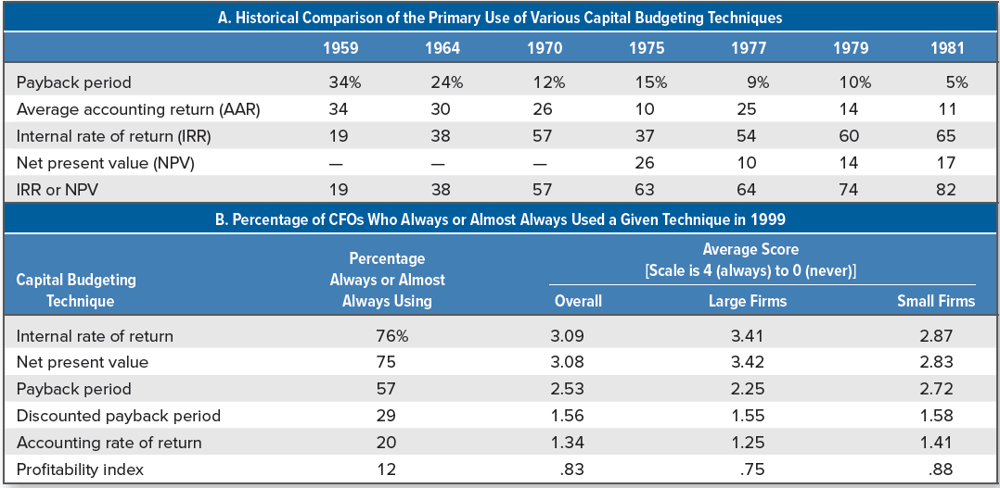 A. Historical Comparison of the Primary Use of Various Capital Budgeting Techniques
1959 1964 1970 1975 1977 1979 1981
Payback period 34% 24% 12% 15% 9% 10% 5%
Average accounting return (AAR) 34 30 26 10 25 14 11
Internal rate of return (IRR) 19 38 57 37 54 60 65
Net present value (NPV) — — — 26 10 14 17
IRR or NPV 19 38 57 63 64 74 82
B. Percentage of CFOs Who Always or Almost Always Used a Given Technique in 1999
Capital Budgeting
Technique
Percentage
Always or Almost
Always Using
Average Score
[Scale is 4 (always) to 0 (never)]
Overall Large Firms Small Firms
Internal rate of return 76% 3.09 3.41 2.87
Net present value 75 3.08 3.42 2.83
Payback period 57 2.53 2.25 2.72
Discounted payback period 29 1.56 1.55 1.58
Accounting rate of return 20 1.34 1.25 1.41
Profitability index 12 .83 .75 .88